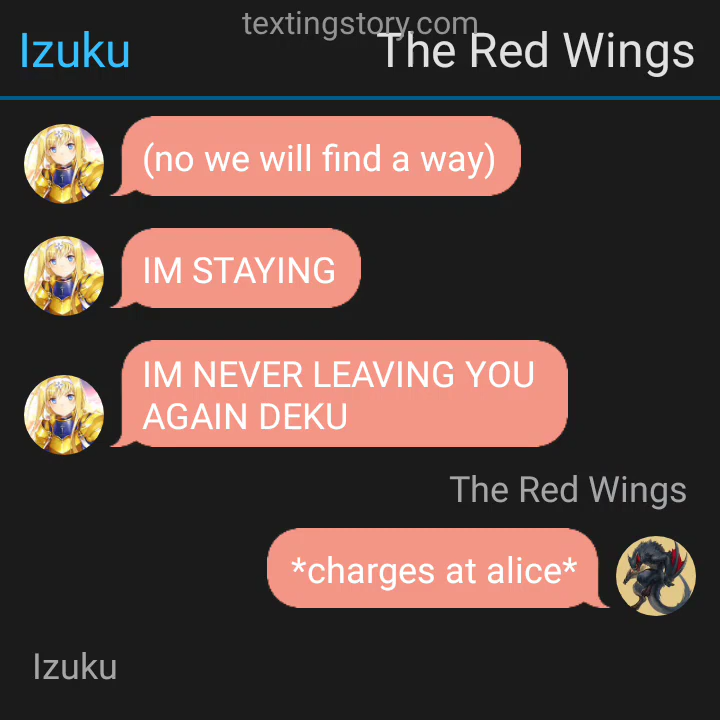 textingstory.com
Izuku
The Red Wings
(no we will find a way)
IM STAYING
IM NEVER LEAVING YOU
AGAIN DEKU
The Red Wings
*charges at alice*
Izuku